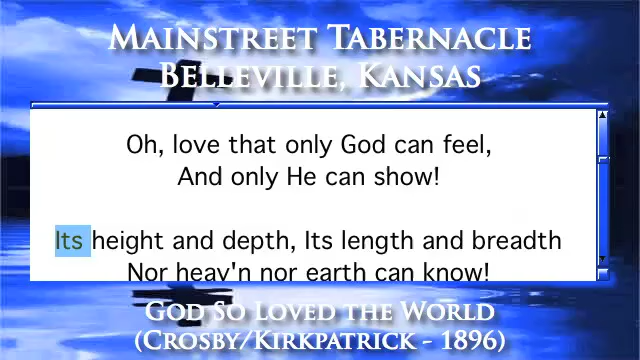 Mainstreet Tabernacle
Belleville, Kansas
Oh, love that only God can feel,
And only He can show!
Its height and depth, Its length and breadth
Nor heav'n nor earth can know!
God So Loved the World
(Crosby/Kirkpatrick - 1896)